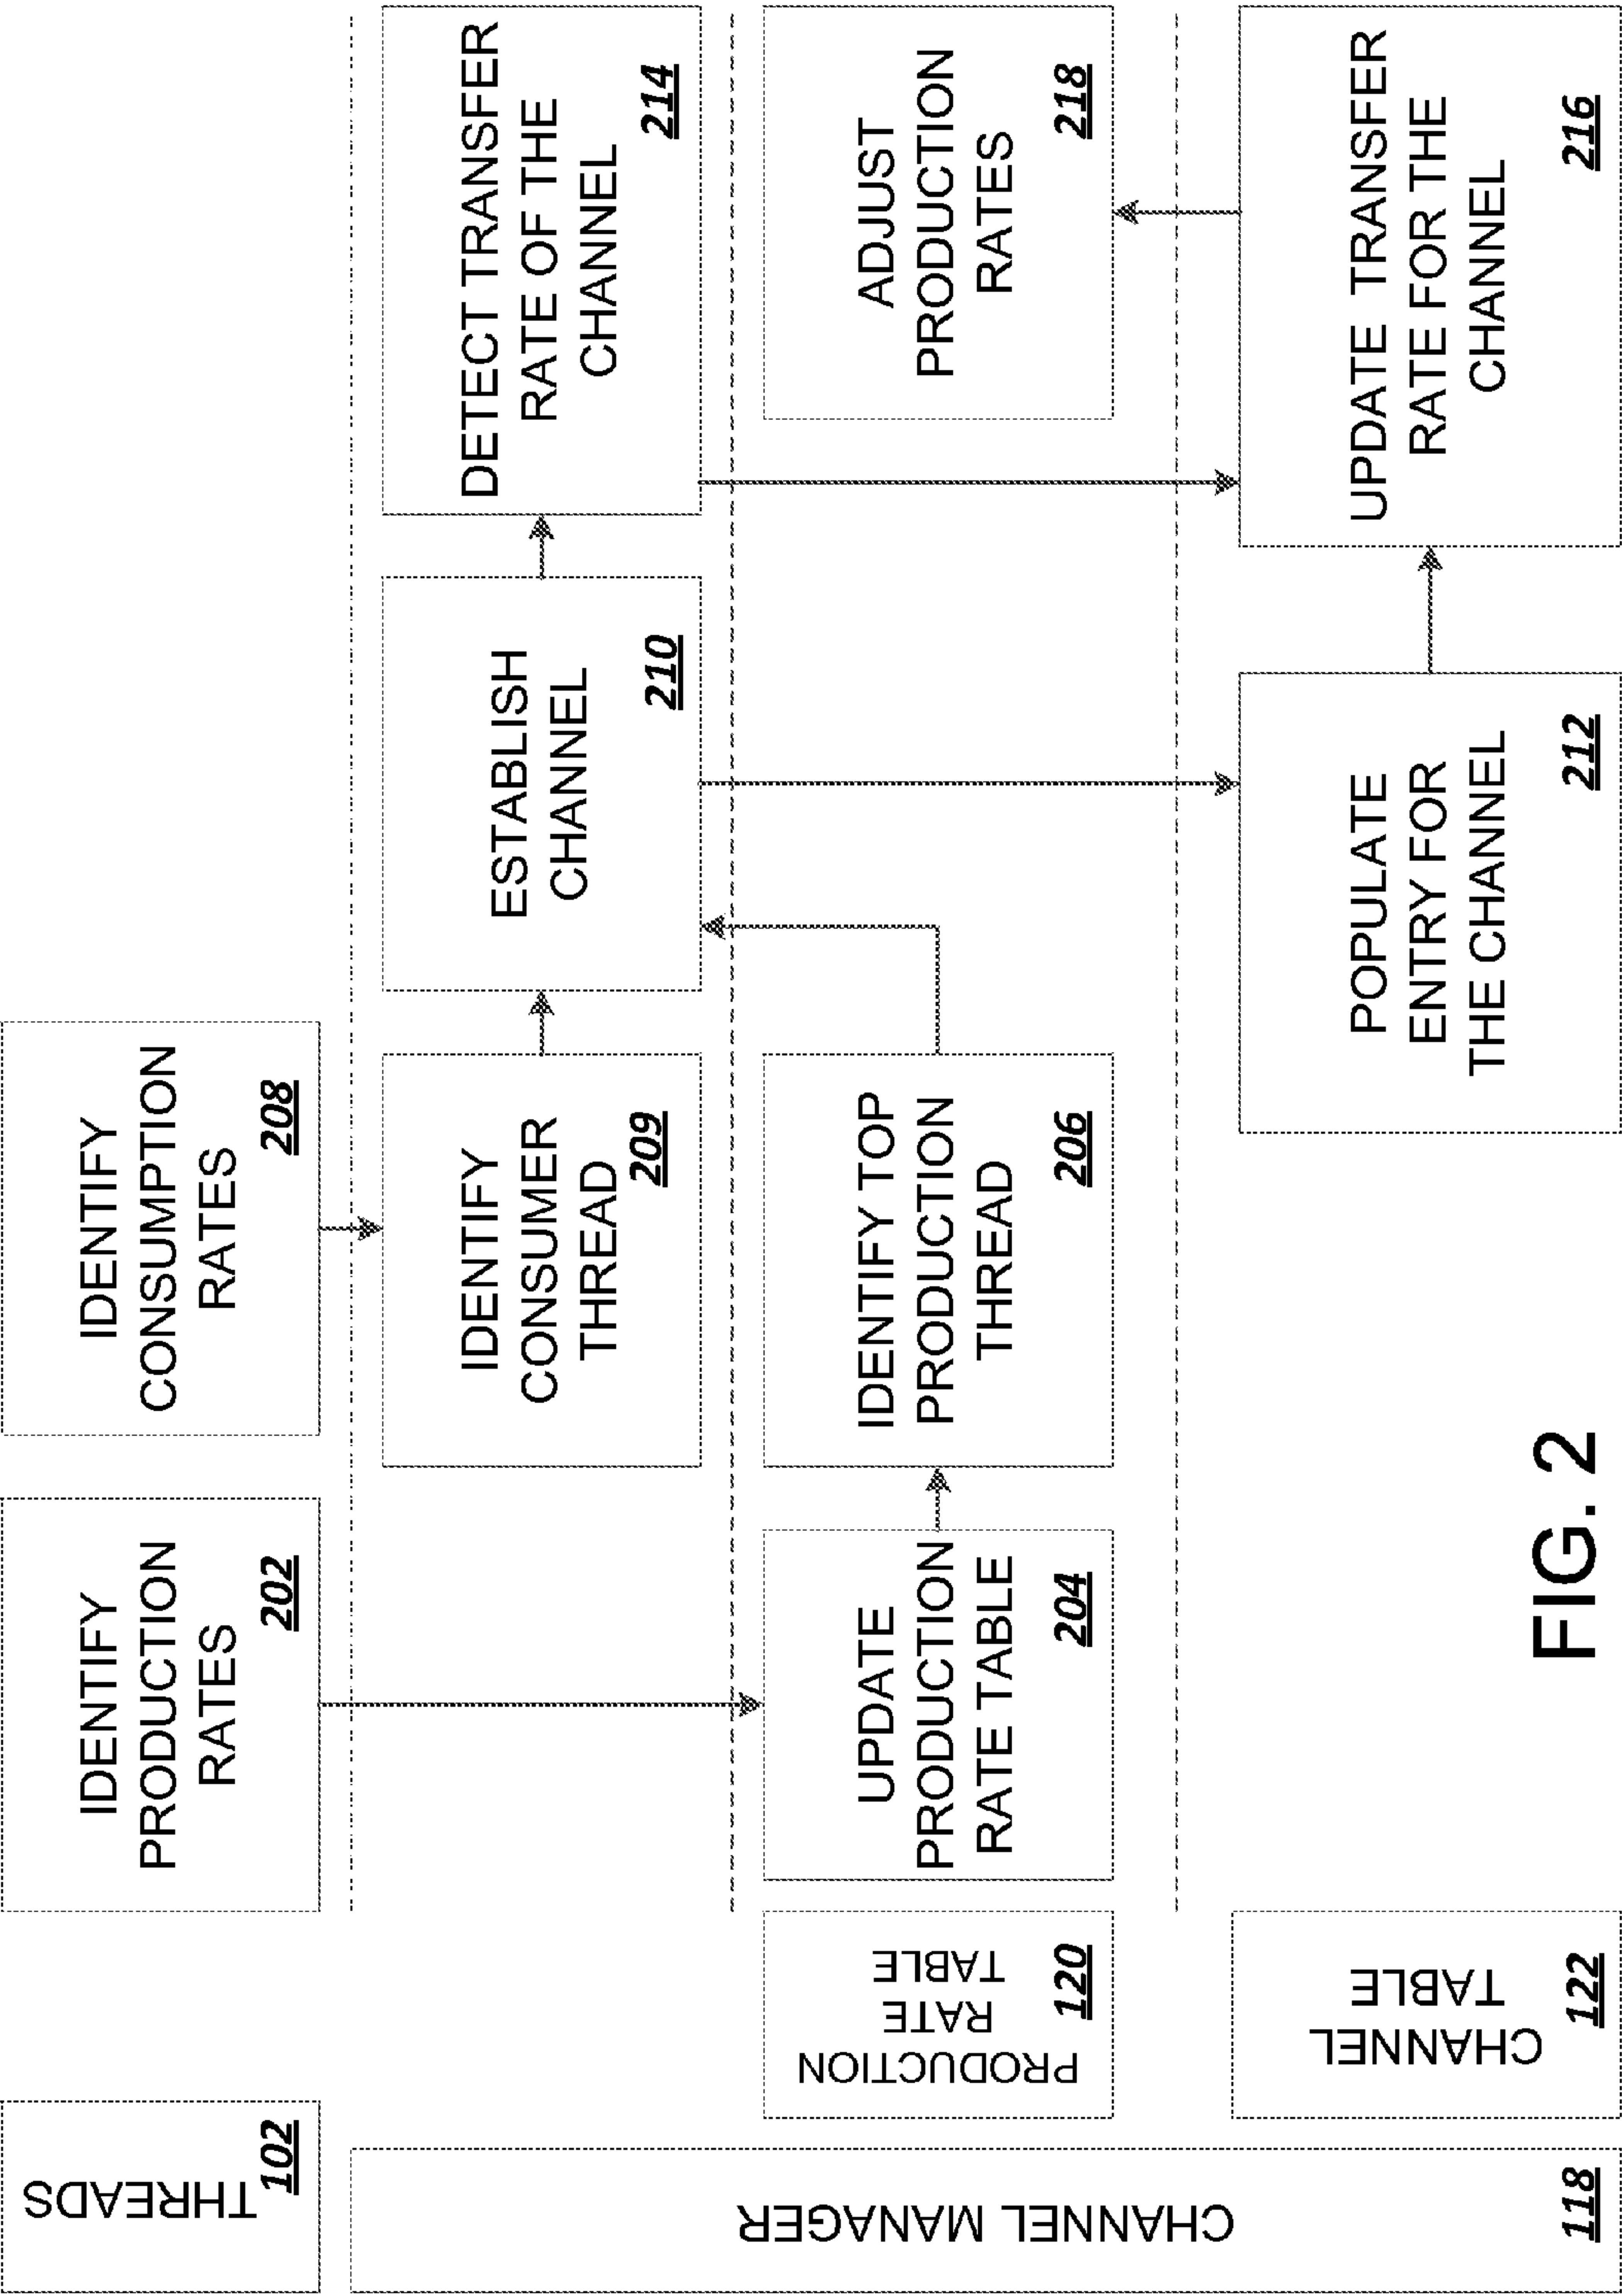 THREADS
102
IDENTIFY
PRODUCTION
RATES
202
IDENTIFY
CONSUMPTION
RATES
208
CHANNEL MANAGER
118
IDENTIFY
CONSUMER
THREAD
209
ESTABLISH
CHANNEL
210
DETECT TRANSFER
RATE OF THE
CHANNEL
214
PRODUCTION
RATE
TABLE
120
UPDATE
PRODUCTION
RATE TABLE
204
IDENTIFY TOP
PRODUCTION
THREAD
206
ADJUST
PRODUCTION
RATES
218
CHANNEL
TABLE
122
POPULATE
ENTRY FOR
THE CHANNEL
212
UPDATE TRANSFER
RATE FOR THE
CHANNEL
216
FIG. 2